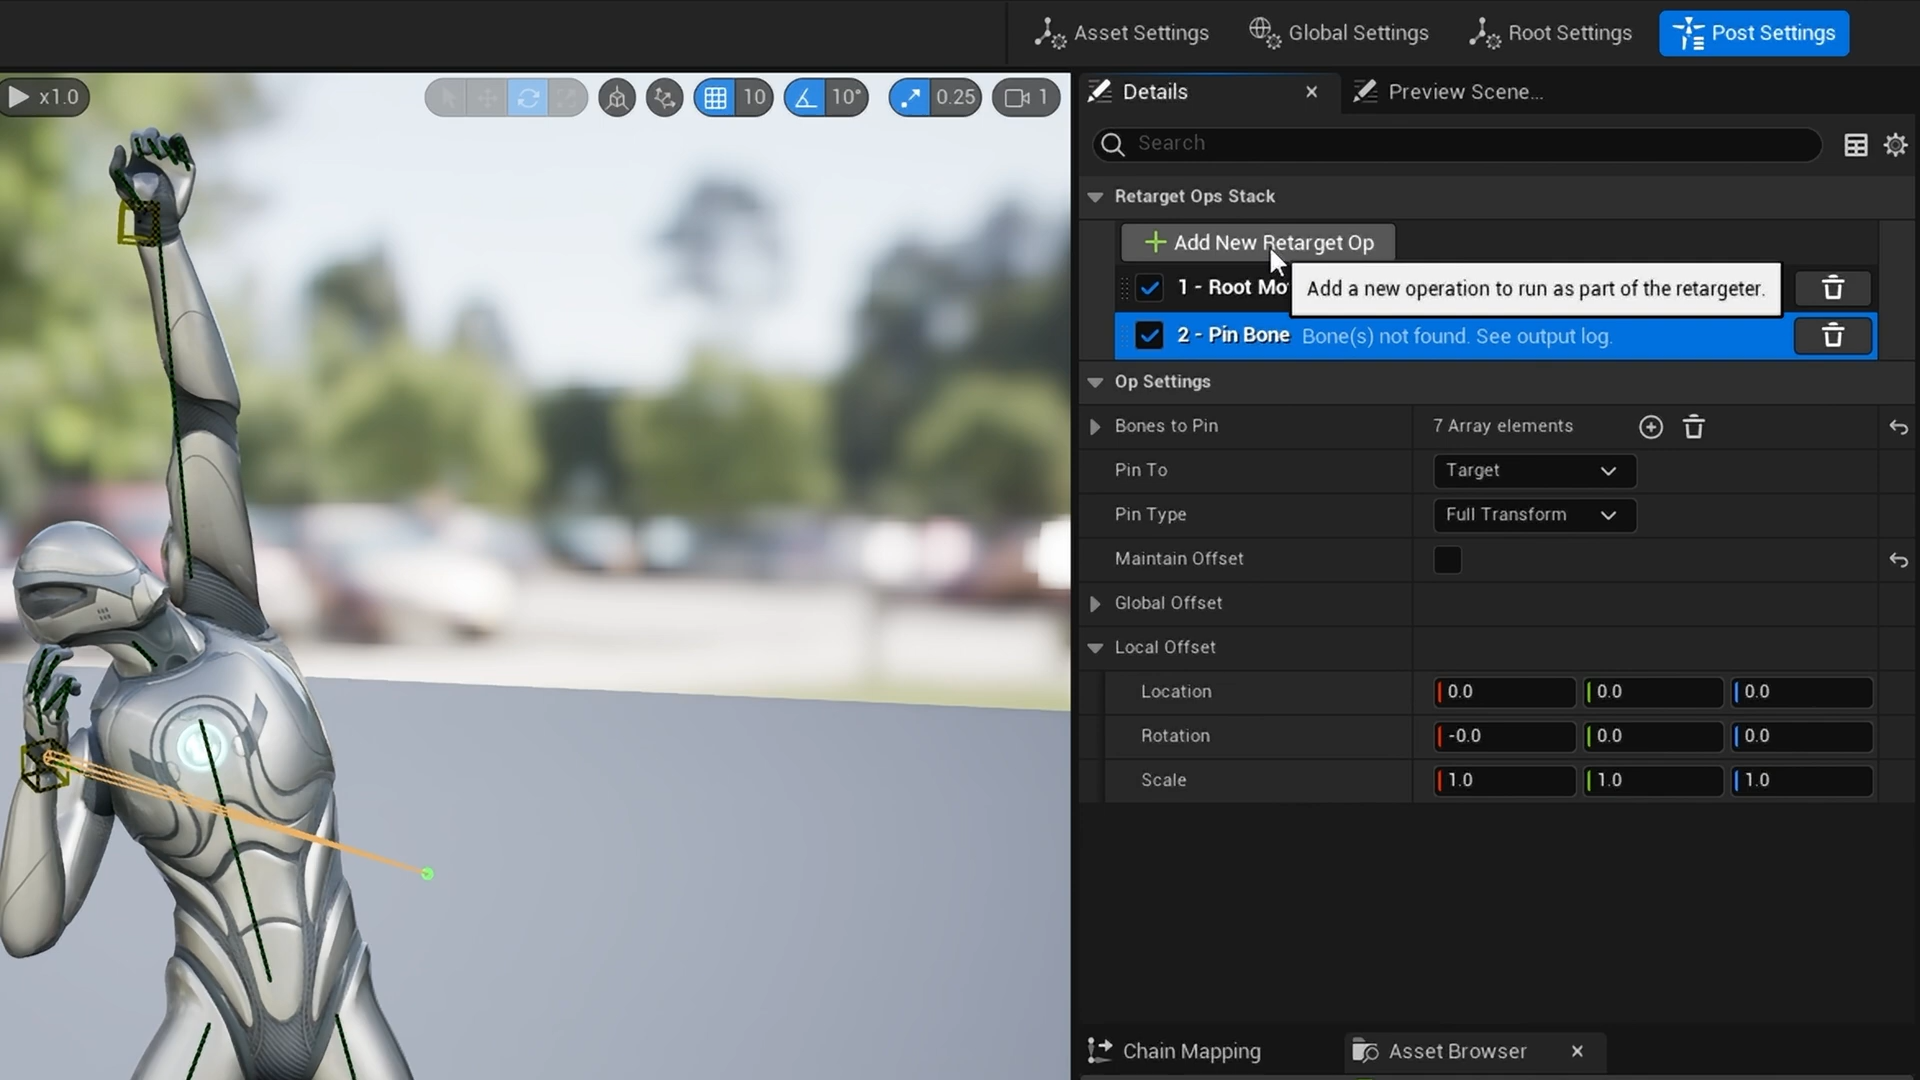 Asset Settings
Global Settings
Root Settings
Post Settings
x1.0
10
10°
0.25
1
Details
Preview Scene...
Search
Retarget Ops Stack
Add New Retarget Op
1 - Root Mo
Add a new operation to run as part of the retargeter.
2 - Pin Bone Bone(s) not found. See output log.
Op Settings
Bones to Pin 7 Array elements
Pin To Target
Pin Type Full Transform
Maintain Offset
Global Offset
Local Offset
Location 0.0 0.0 0.0
Rotation -0.0 0.0 0.0
Scale 1.0 1.0 1.0
Chain Mapping
Asset Browser